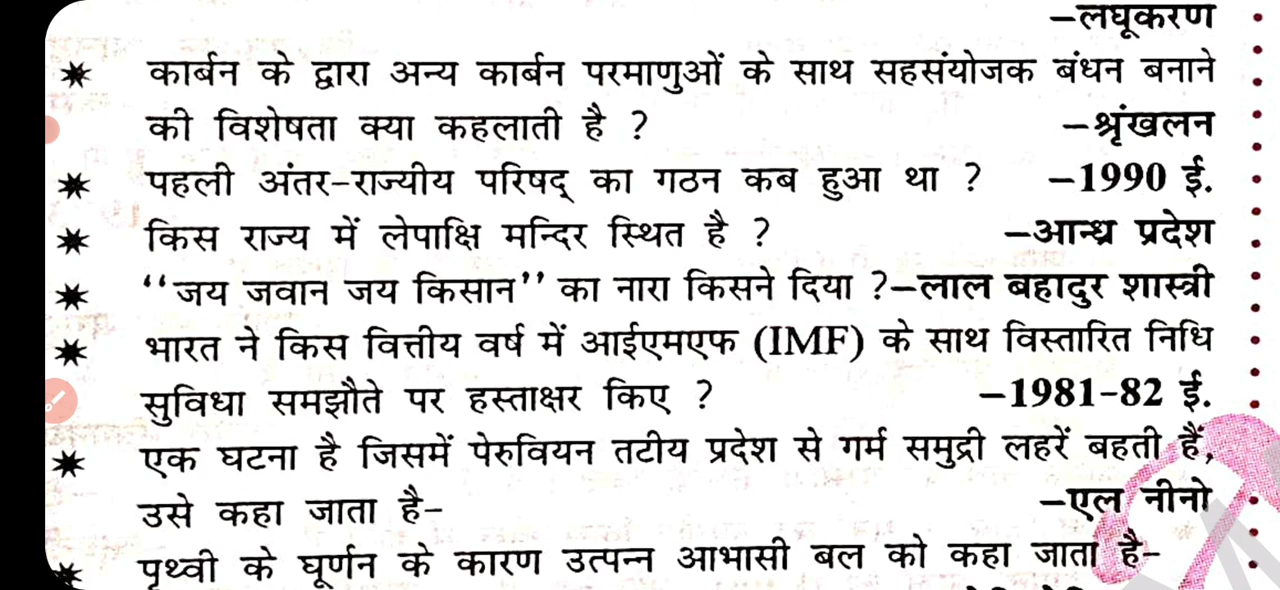 –लघूकरण
✷ कार्बन के द्वारा अन्य कार्बन परमाणुओं के साथ सहसंयोजक बंधन बनाने
की विशेषता क्या कहलाती है ? –श्रृंखलन
✷ पहली अंतर-राज्यीय परिषद् का गठन कब हुआ था ? –1990 ई.
✷ किस राज्य में लेपाक्षि मन्दिर स्थित है ? –आन्ध्र प्रदेश
✷ ‘‘जय जवान जय किसान’’ का नारा किसने दिया ?–लाल बहादुर शास्त्री
✷ भारत ने किस वित्तीय वर्ष में आईएमएफ (IMF) के साथ विस्तारित निधि
सुविधा समझौते पर हस्ताक्षर किए ? –1981-82 ई.
✷ एक घटना है जिसमें पेरुवियन तटीय प्रदेश से गर्म समुद्री लहरें बहती हैं,
उसे कहा जाता है– –एल नीनो
✷ पृथ्वी के घूर्णन के कारण उत्पन्न आभासी बल को कहा जाता है–